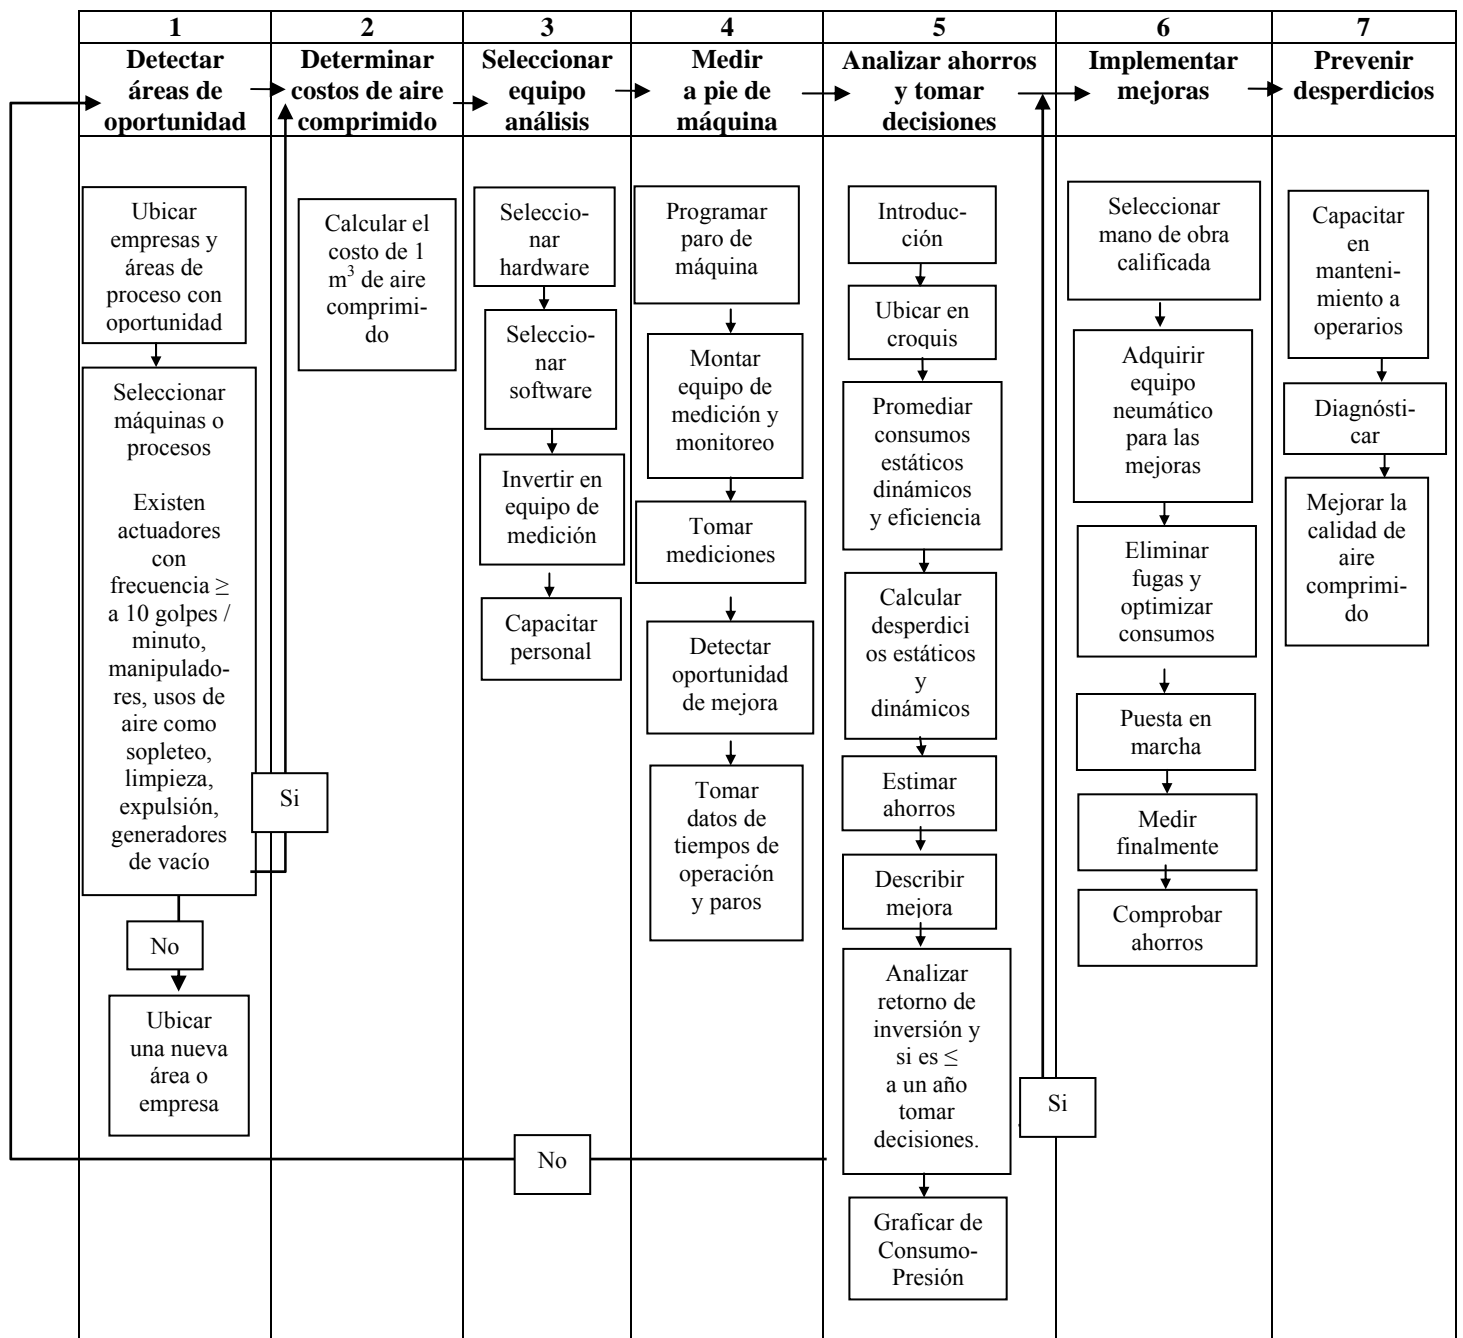 1
2
3
4
5
6
7
Detectar
áreas de
oportunidad
Determinar
costos de aire
comprimido
Seleccionar
equipo
análisis
Medir
a pie de
máquina
Analizar ahorros
y tomar
decisiones
Implementar
mejoras
Prevenir
desperdicios
Ubicar
empresas y
áreas de
proceso con
oportunidad
Seleccionar
máquinas o
procesos
Existen
actuadores
con
frecuencia ≥
a 10 golpes /
minuto,
manipulado-
res, usos de
aire como
sopleteo,
limpieza,
expulsión,
generadores
de vacío
Si
No
Ubicar
una nueva
área o
empresa
Calcular el
costo de 1
m³ de aire
comprimi-
do
Seleccio-
nar
hardware
Seleccio-
nar
software
Invertir en
equipo de
medición
Capacitar
personal
No
Programar
paro de
máquina
Montar
equipo de
medición y
monitoreo
Tomar
mediciones
Detectar
oportunidad
de mejora
Tomar
datos de
tiempos de
operación
y paros
Introduc-
ción
Ubicar en
croquis
Promediar
consumos
estáticos
dinámicos
y eficiencia
Calcular
desperdici
os estáticos
y
dinámicos
Estimar
ahorros
Describir
mejora
Analizar
retorno de
inversión y
si es ≤
a un año
tomar
decisiones.
Graficar de
Consumo-
Presión
Si
Seleccionar
mano de obra
calificada
Adquirir
equipo
neumático
para las
mejoras
Eliminar
fugas y
optimizar
consumos
Puesta en
marcha
Medir
finalmente
Comprobar
ahorros
Capacitar
en
manteni-
miento a
operarios
Diagnósti-
car
Mejorar la
calidad de
aire
comprimi-
do